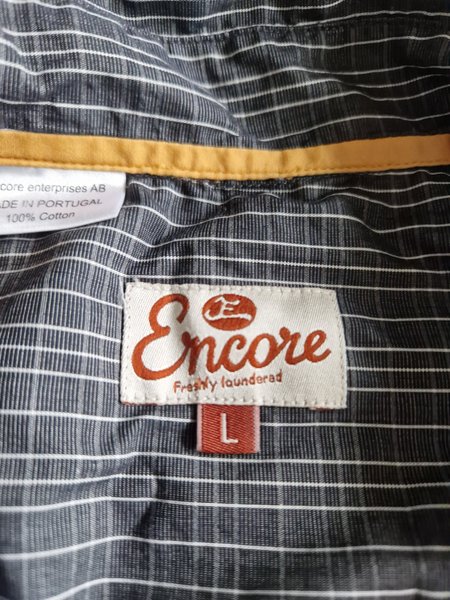 core enterprises AB
ADE IN PORTUGAL
100% Cotton
E
Encore
Freshly laundered
L